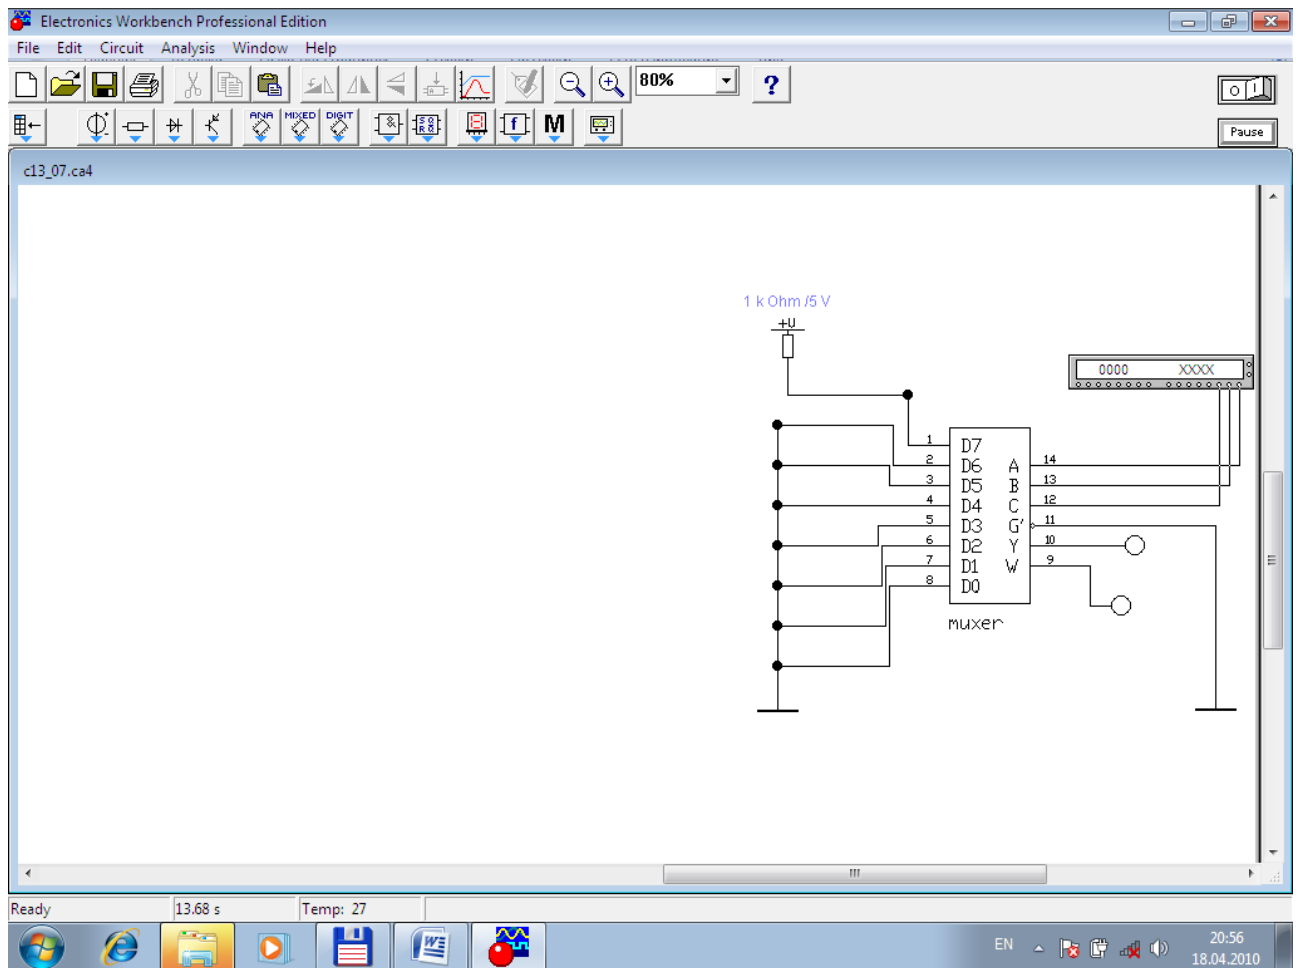 Electronics Workbench Professional Edition
File Edit Circuit Analysis Window Help
80%
?
ANA MIXED DIGIT
M
Pause
c13_07.ca4
1 k Ohm /5 V
+V
0000 XXXX
1 D7
2 D6 A 14
3 D5 B 13
4 D4 C 12
5 D3 G' 11
6 D2 Y 10
7 D1 W 9
8 D0
muxer
Ready 13.68 s Temp: 27
EN 20:56
18.04.2010